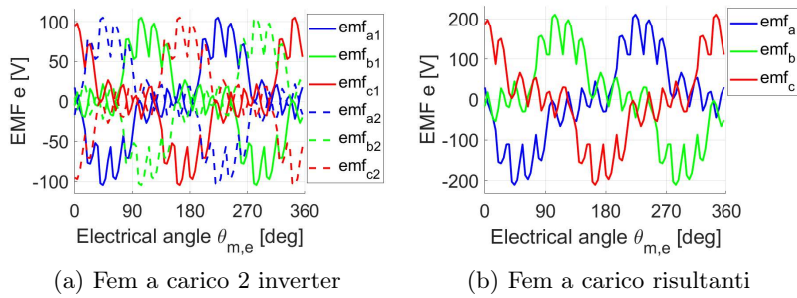 EMF e [V]
100
50
0
-50
-100
0 90 180 270 360
Electrical angle θm,e [deg]
emfa1
emfb1
emfc1
emfa2
emfb2
emfc2
(a) Fem a carico 2 inverter
EMF e [V]
200
100
0
-100
-200
0 90 180 270 360
Electrical angle θm,e [deg]
emfa
emfb
emfc
(b) Fem a carico risultanti